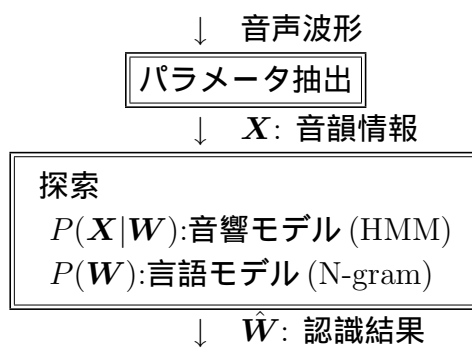 ↓ 音声波形
パラメータ抽出
↓ X: 音韻情報
探索
P(X|W):音響モデル (HMM)
P(W):言語モデル (N-gram)
↓ Ŵ: 認識結果